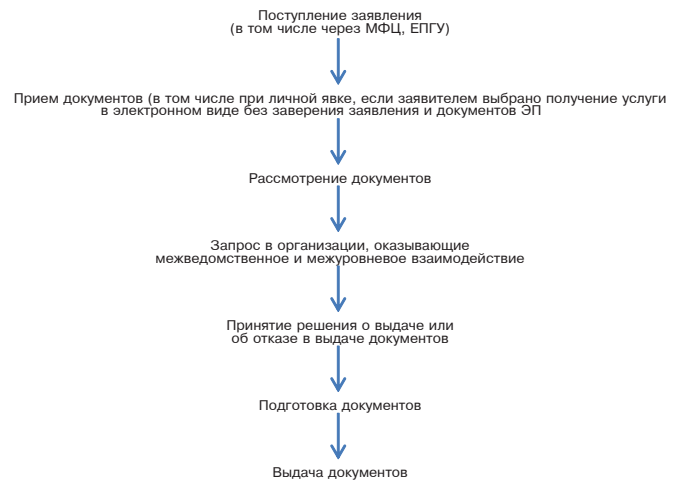 Поступление заявления
(в том числе через МФЦ, ЕПГУ)
Прием документов (в том числе при личной явке, если заявителем выбрано получение услуги
в электронном виде без заверения заявления и документов ЭП
Рассмотрение документов
Запрос в организации, оказывающие
межведомственное и межуровневое взаимодействие
Принятие решения о выдаче или
об отказе в выдаче документов
Подготовка документов
Выдача документов